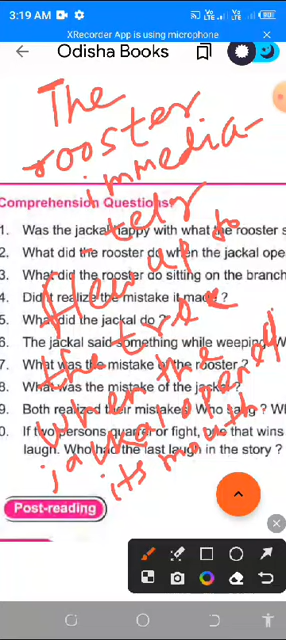 3:19 AM
XRecorder App is using microphone
Odisha Books
The
rooster
immedia-
Comprehension Questions
1. Was the jackal happy with what the rooster s
- tely
2. What did the rooster do when the jackal ope
flew up to
3. What did the rooster do sitting on the branch
4. Did it realize the mistake it made ?
the tree
5. What did the jackal do ?
6. The jackal said something while weeping. W
when the
7. What was the mistake of the rooster ?
8. What was the mistake of the jackal ?
jackal opened
9. Both realized their mistakes. Who said ? Wh
0. If two persons quarrel or fight, one that wins
its mouth
laugh. Who had the last laugh in the story ?
Post-reading